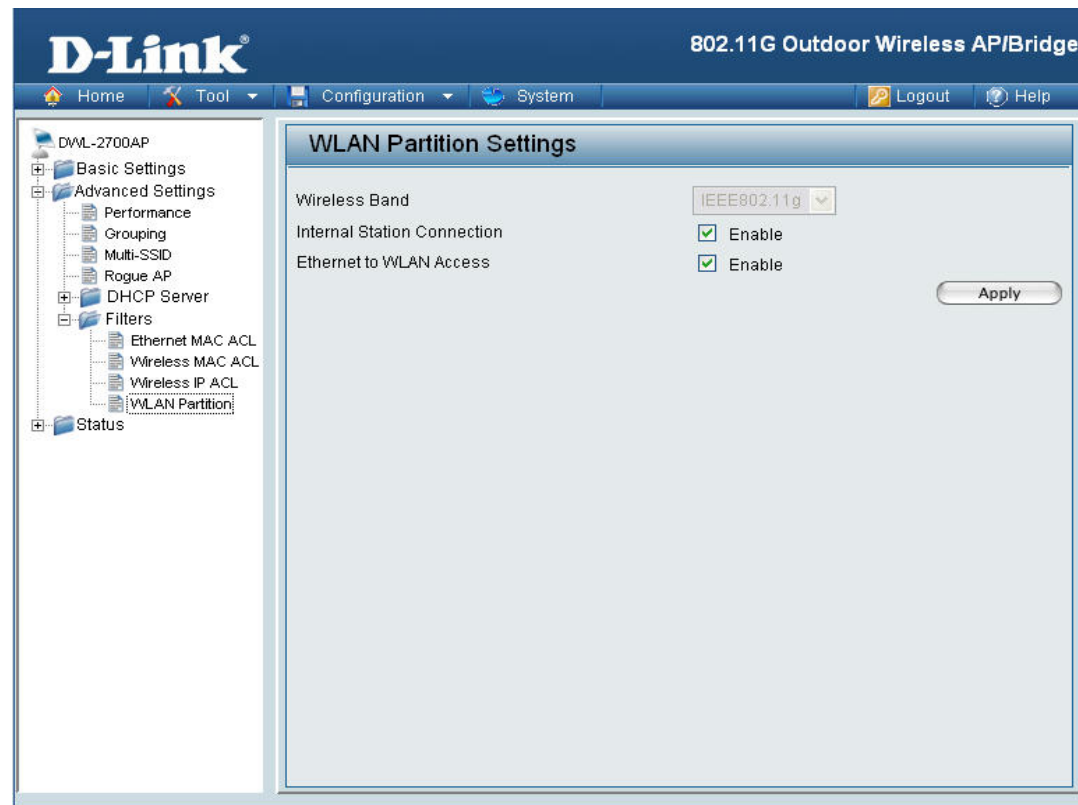 D-Link®
802.11G Outdoor Wireless AP/Bridge
Home Tool Configuration System Logout Help
DWL-2700AP
Basic Settings
Advanced Settings
Performance
Grouping
Multi-SSID
Rogue AP
DHCP Server
Filters
Ethernet MAC ACL
Wireless MAC ACL
Wireless IP ACL
WLAN Partition
Status
WLAN Partition Settings
Wireless Band IEEE802.11g
Internal Station Connection Enable
Ethernet to WLAN Access Enable
Apply